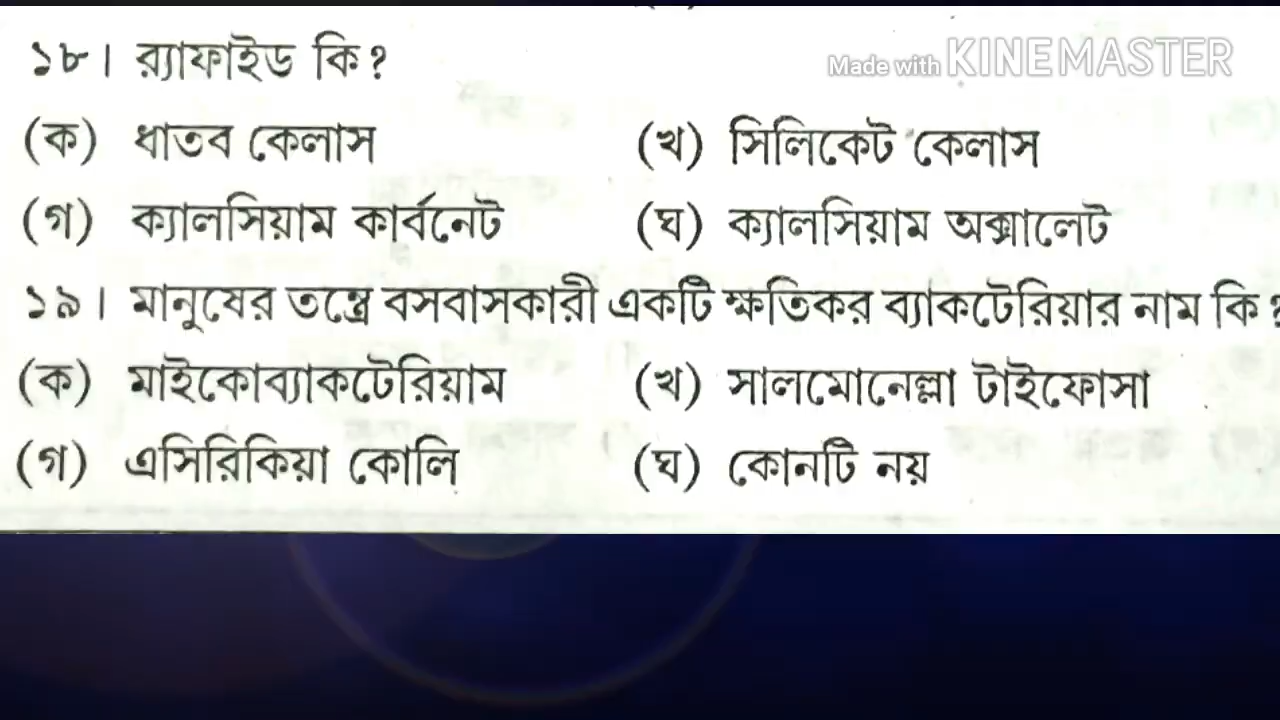 ১৮। র‍্যাফাইড কি?
Made with KINEMASTER
(ক) ধাতব কেলাস (খ) সিলিকেট কেলাস
(গ) ক্যালসিয়াম কার্বনেট (ঘ) ক্যালসিয়াম অক্সালেট
১৯। মানুষের তন্ত্রে বসবাসকারী একটি ক্ষতিকর ব্যাকটেরিয়ার নাম কি?
(ক) মাইকোব্যাকটেরিয়াম (খ) সালমোনেল্লা টাইফোসা
(গ) এসিরিকিয়া কোলি (ঘ) কোনটি নয়